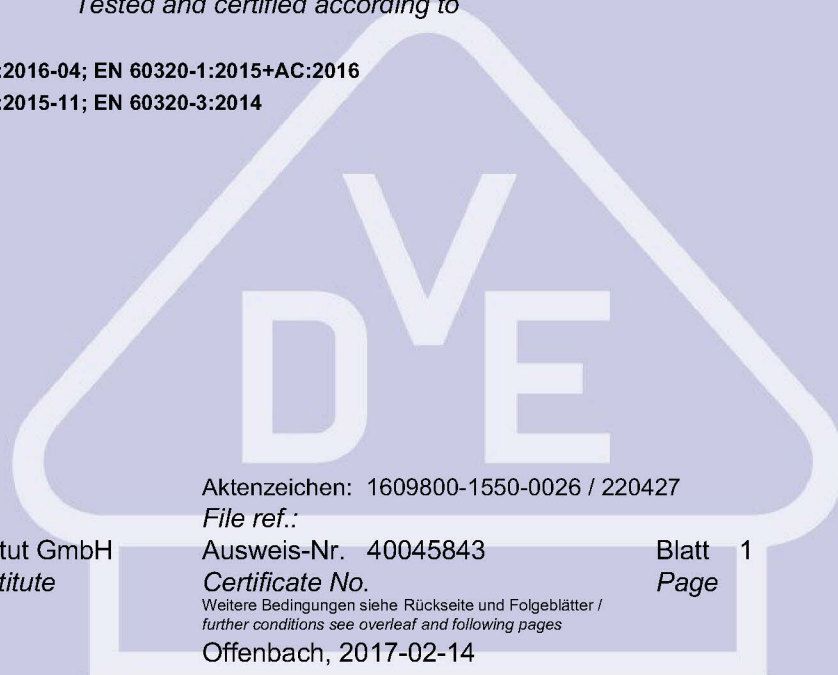 Tested and certified according to
:2016-04; EN 60320-1:2015+AC:2016
:2015-11; EN 60320-3:2014
VDE
Aktenzeichen: 1609800-1550-0026 / 220427
File ref.:
tut GmbH Ausweis-Nr. 40045843 Blatt 1
titute Certificate No. Page
Weitere Bedingungen siehe Rückseite und Folgeblätter /
further conditions see overleaf and following pages
Offenbach, 2017-02-14